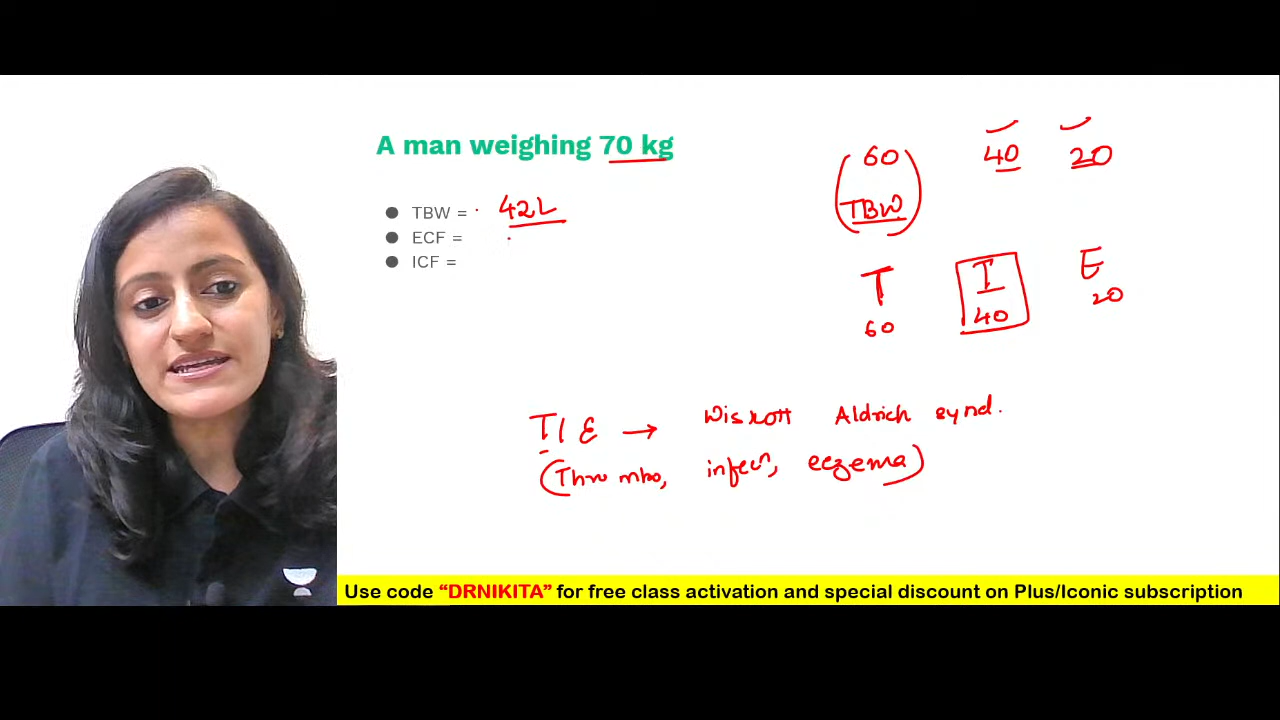 A man weighing 70 kg
TBW = 42L
ECF =
ICF =
60 40 20
TBW
T I E
60 40 20
TIE → Wiskott Aldrich synd.
(Thrombo, infecⁿ, eczema)
Use code “DRNIKITA” for free class activation and special discount on Plus/Iconic subscription